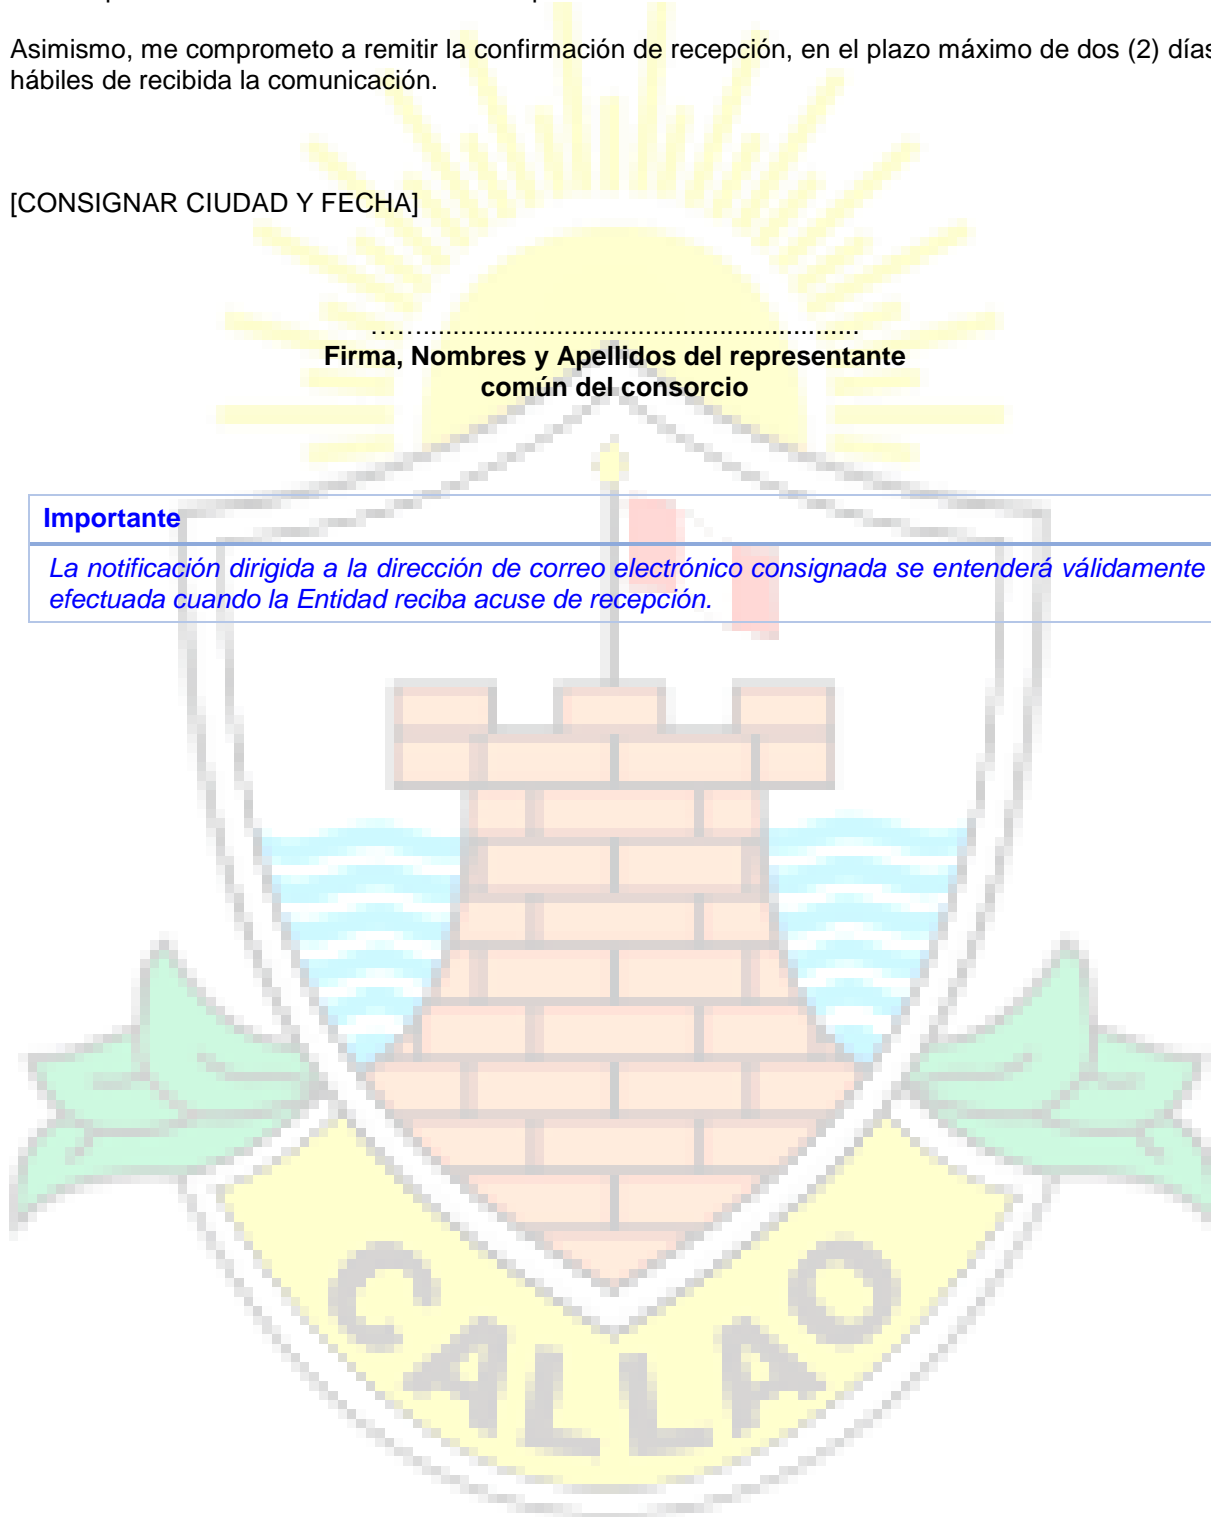 Asimismo, me comprometo a remitir la confirmación de recepción, en el plazo máximo de dos (2) días
hábiles de recibida la comunicación.
[CONSIGNAR CIUDAD Y FECHA]
……...........................................................
Firma, Nombres y Apellidos del representante
común del consorcio
Importante
La notificación dirigida a la dirección de correo electrónico consignada se entenderá válidamente
efectuada cuando la Entidad reciba acuse de recepción.
CALLAO